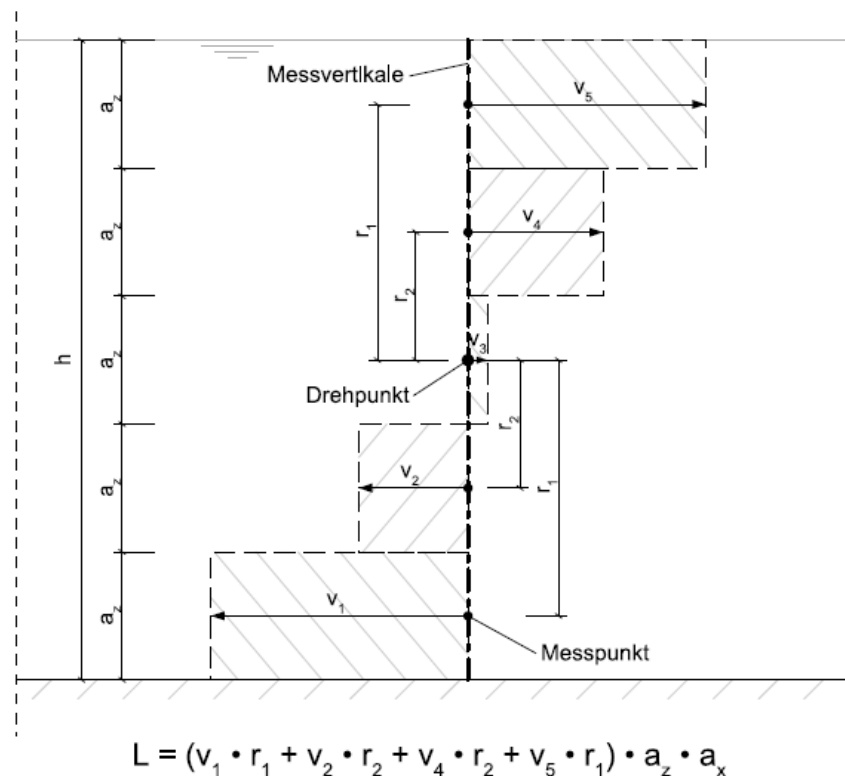 a_z
Messvertikale
v₅
r₁
a_z
v₄
r₂
h
a_z
v₃
Drehpunkt
r₂
a_z
v₂
r₁
a_z
v₁
Messpunkt
L = (v₁ • r₁ + v₂ • r₂ + v₄ • r₂ + v₅ • r₁) • a_z • a_x